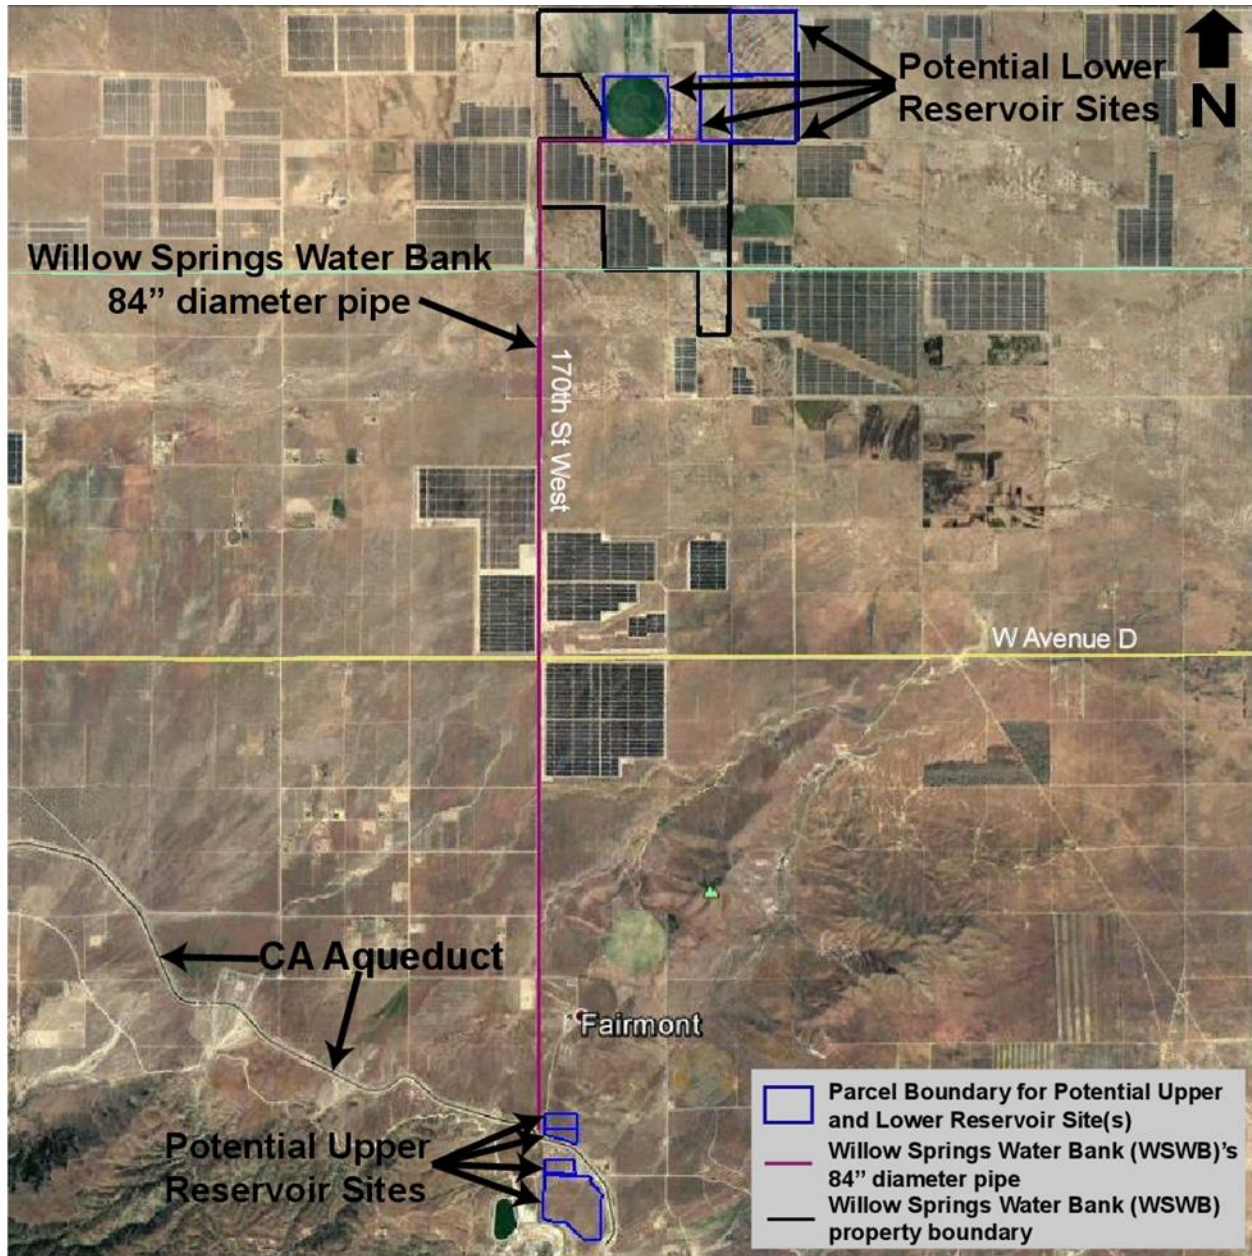 Potential Lower
Reservoir Sites
N
Willow Springs Water Bank
84” diameter pipe
170th St West
W Avenue D
CA Aqueduct
Fairmont
Potential Upper
Reservoir Sites
Parcel Boundary for Potential Upper
and Lower Reservoir Site(s)
Willow Springs Water Bank (WSWB)’s
84” diameter pipe
Willow Springs Water Bank (WSWB)
property boundary